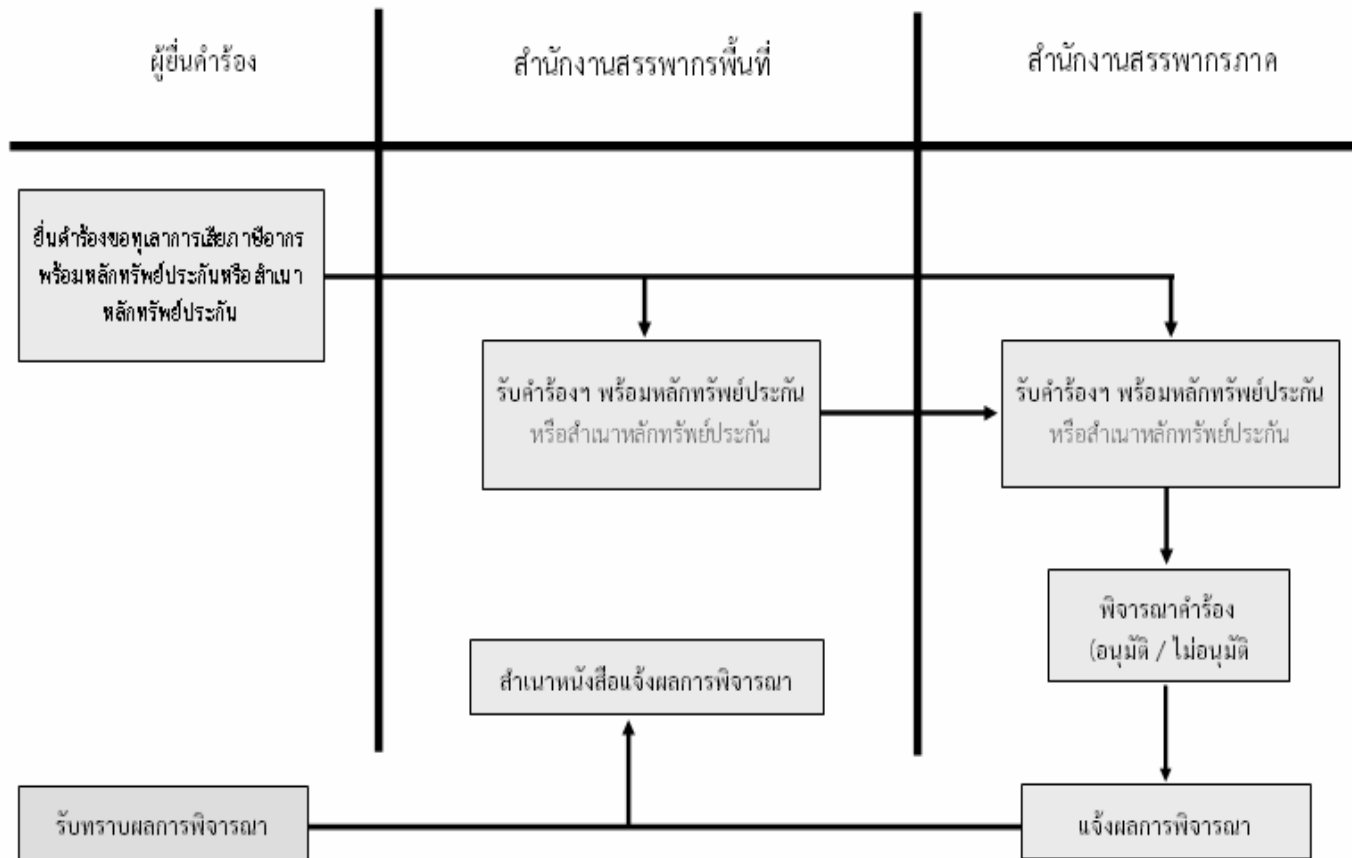 ผู้ยื่นคำร้อง
สำนักงานสรรพากรพื้นที่
สำนักงานสรรพากรภาค
ยื่นคำร้องขอทุเลาการเสียภาษีอากร
พร้อมหลักทรัพย์ประกันหรือสำเนา
หลักทรัพย์ประกัน
รับคำร้องฯ พร้อมหลักทรัพย์ประกัน
หรือสำเนาหลักทรัพย์ประกัน
รับคำร้องฯ พร้อมหลักทรัพย์ประกัน
หรือสำเนาหลักทรัพย์ประกัน
พิจารณาคำร้อง
(อนุมัติ / ไม่อนุมัติ
สำเนาหนังสือแจ้งผลการพิจารณา
รับทราบผลการพิจารณา
แจ้งผลการพิจารณา